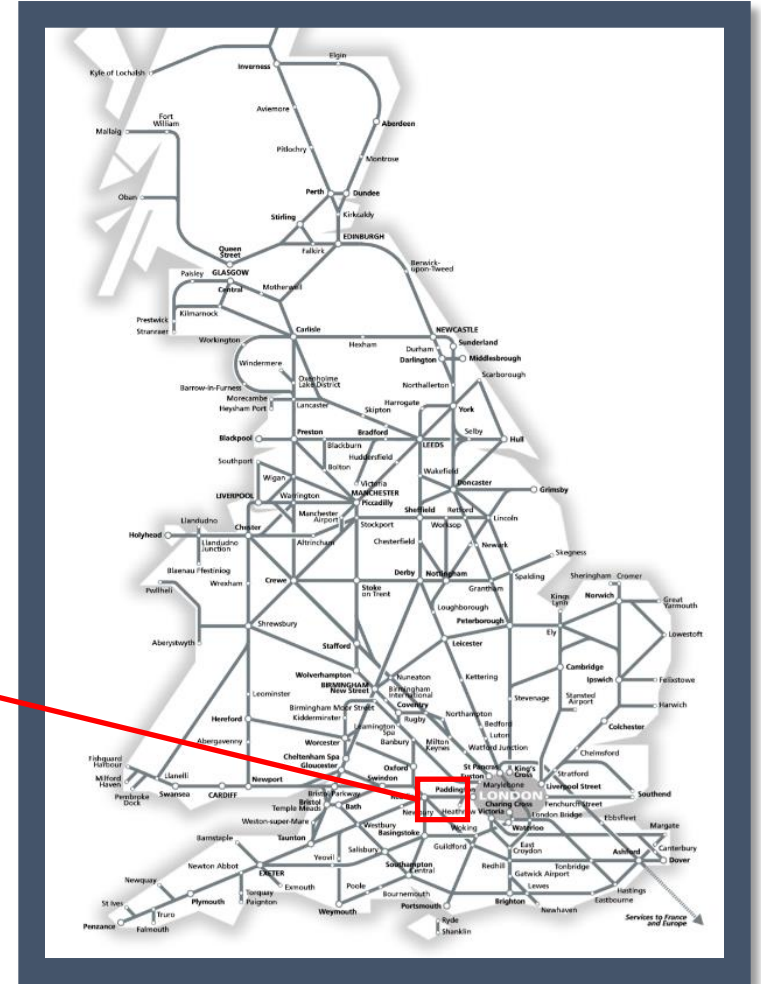 Elgin
Inverness
Kyle of Lochalsh
Aviemore
Fort
William
Aberdeen
Mallaig
Pitlochry
Montrose
Perth
Dundee
Oban
Stirling
Kirkcaldy
EDINBURGH
Falkirk
Queen
Street
Berwick-
upon-Tweed
Paisley
GLASGOW
Central
Motherwell
Prestwick
Kilmarnock
Stranraer
Carlisle
NEWCASTLE
Workington
Hexham
Durham
Sunderland
Darlington
Middlesbrough
Windermere
Scarborough
Oxenholme
Lake District
Northallerton
Barrow-in-Furness
Morecambe
Heysham Port
Lancaster
Harrogate
Skipton
York
Blackpool
Preston
Bradford
LEEDS
Selby
Hull
Blackburn
Huddersfield
Southport
Bolton
Wakefield
Wigan
Victoria
Doncaster
Grimsby
LIVERPOOL
Warrington
MANCHESTER
Piccadilly
Sheffield
Retford
Lincoln
Manchester
Airport
Llandudno
Chester
Stockport
Worksop
Holyhead
Llandudno
Junction
Altrincham
Chesterfield
Newark
Skegness
Blaenau Ffestiniog
Derby
Nottingham
Spalding
Sheringham
Cromer
Pwllheli
Wrexham
Crewe
Stoke
on Trent
Grantham
Kings
Lynn
Norwich
Great
Yarmouth
Loughborough
Shrewsbury
Peterborough
Ely
Lowestoft
Aberystwyth
Stafford
Leicester
Wolverhampton
BIRMINGHAM
New Street
Nuneaton
Kettering
Cambridge
Birmingham
International
Ipswich
Felixstowe
Leominster
Birmingham Moor Street
Coventry
Stevenage
Stansted
Airport
Harwich
Kidderminster
Rugby
Northampton
Hereford
Leamington
Spa
Bedford
Colchester
Worcester
Banbury
Milton
Keynes
Luton
Abergavenny
Watford Junction
Chelmsford
Fishguard
Harbour
Cheltenham Spa
Gloucester
Oxford
St Pancras
King's
Cross
Llanelli
Newport
Swindon
Euston
Stratford
Milford
Haven
Paddington
Marylebone
Liverpool Street
Pembroke
Dock
Swansea
CARDIFF
Bristol Parkway
LONDON
Southend
Bristol
Temple Meads
Bath
Charing Cross
Fenchurch Street
Newbury
Heathrow
Victoria
London Bridge
Ebbsfleet
Weston-super-Mare
Westbury
Waterloo
Margate
Barnstaple
Taunton
Basingstoke
Woking
East
Croydon
Canterbury
Salisbury
Guildford
Ashford
Dover
Newton Abbot
Yeovil
Southampton
Central
Redhill
Tonbridge
EXETER
Gatwick Airport
Newquay
Exmouth
Poole
Lewes
Hastings
Torquay
Paignton
Bournemouth
Eastbourne
St Ives
Plymouth
Weymouth
Portsmouth
Brighton
Newhaven
Truro
Ryde
Services to France
and Europe
Penzance
Falmouth
Shanklin